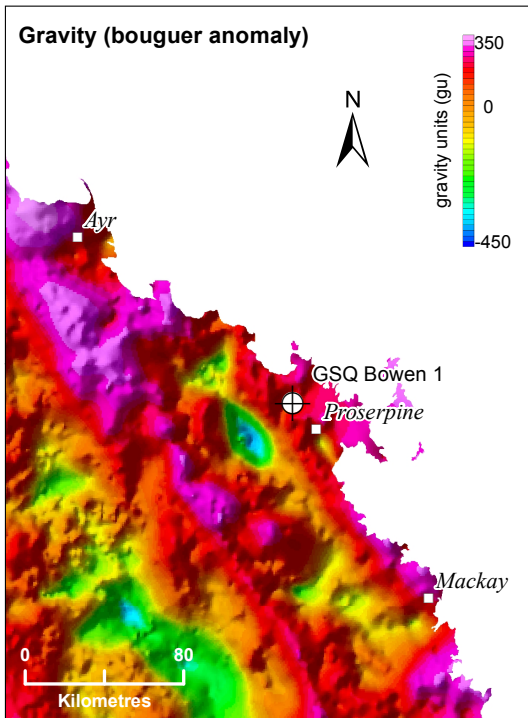 Gravity (bouguer anomaly)
350
0
-450
gravity units (gu)
N
Ayr
GSQ Bowen 1
Proserpine
Mackay
0
80
Kilometres